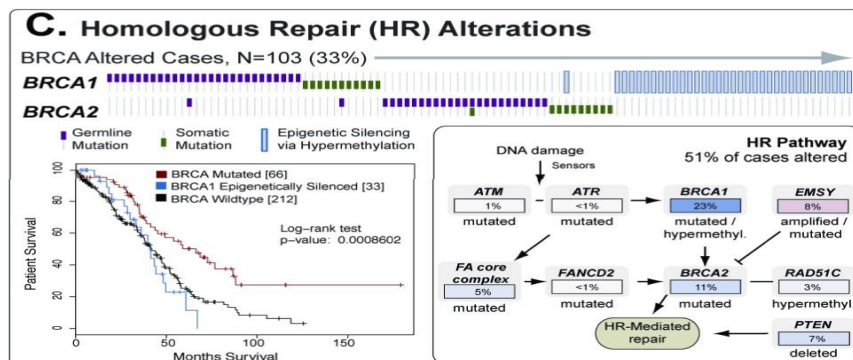 C. Homologous Repair (HR) Alterations
BRCA Altered Cases, N=103 (33%)
BRCA1
BRCA2
Germline Mutation
Somatic Mutation
Epigenetic Silencing via Hypermethylation
BRCA Mutated [66]
BRCA1 Epigenetically Silenced [33]
BRCA Wildtype [212]
Log-rank test
p-value: 0.0008602
Patient Survival
100
80
60
40
20
0
0
50
100
150
Months Survival
HR Pathway
51% of cases altered
DNA damage
Sensors
ATM
1%
mutated
ATR
<1%
mutated
BRCA1
23%
mutated /
hypermethyl.
EMSY
8%
amplified /
mutated
FA core
complex
5%
mutated
FANCD2
<1%
mutated
BRCA2
11%
mutated
RAD51C
3%
hypermethyl.
HR-Mediated
repair
PTEN
7%
deleted